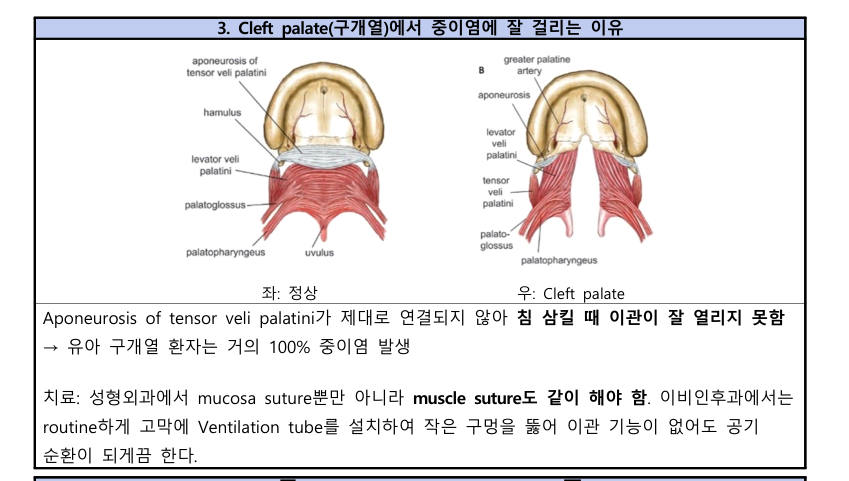 3. Cleft palate(구개열)에서 중이염에 잘 걸리는 이유
aponeurosis of
tensor veli palatini
hamulus
levator veli
palatini
palatoglossus
palatopharyngeus
uvulus
B
greater palatine
artery
aponeurosis
levator
veli
palatini
tensor
veli
palatini
palato-
glossus
palatopharyngeus
좌: 정상
우: Cleft palate
Aponeurosis of tensor veli palatini가 제대로 연결되지 않아 침 삼킬 때 이관이 잘 열리지 못함
→ 유아 구개열 환자는 거의 100% 중이염 발생
치료: 성형외과에서 mucosa suture뿐만 아니라 muscle suture도 같이 해야 함. 이비인후과에서는
routine하게 고막에 Ventilation tube를 설치하여 작은 구멍을 뚫어 이관 기능이 없어도 공기
순환이 되게끔 한다.